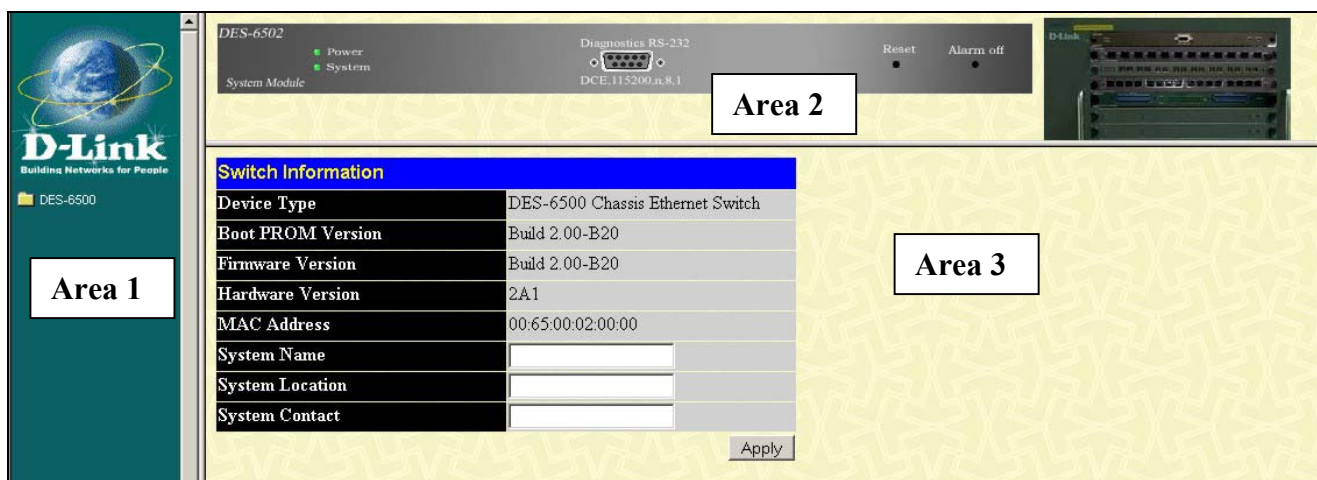 D-Link
Building Networks for People
DES-6500
Area 1
DES-6502
Power
System
System Module
Diagnostics RS-232
DCE,115200,n,8,1
Reset
Alarm off
Area 2
D-Link
Switch Information
Device Type DES-6500 Chassis Ethernet Switch
Boot PROM Version Build 2.00-B20
Firmware Version Build 2.00-B20
Hardware Version 2A1
MAC Address 00:65:00:02:00:00
System Name
System Location
System Contact
Apply
Area 3